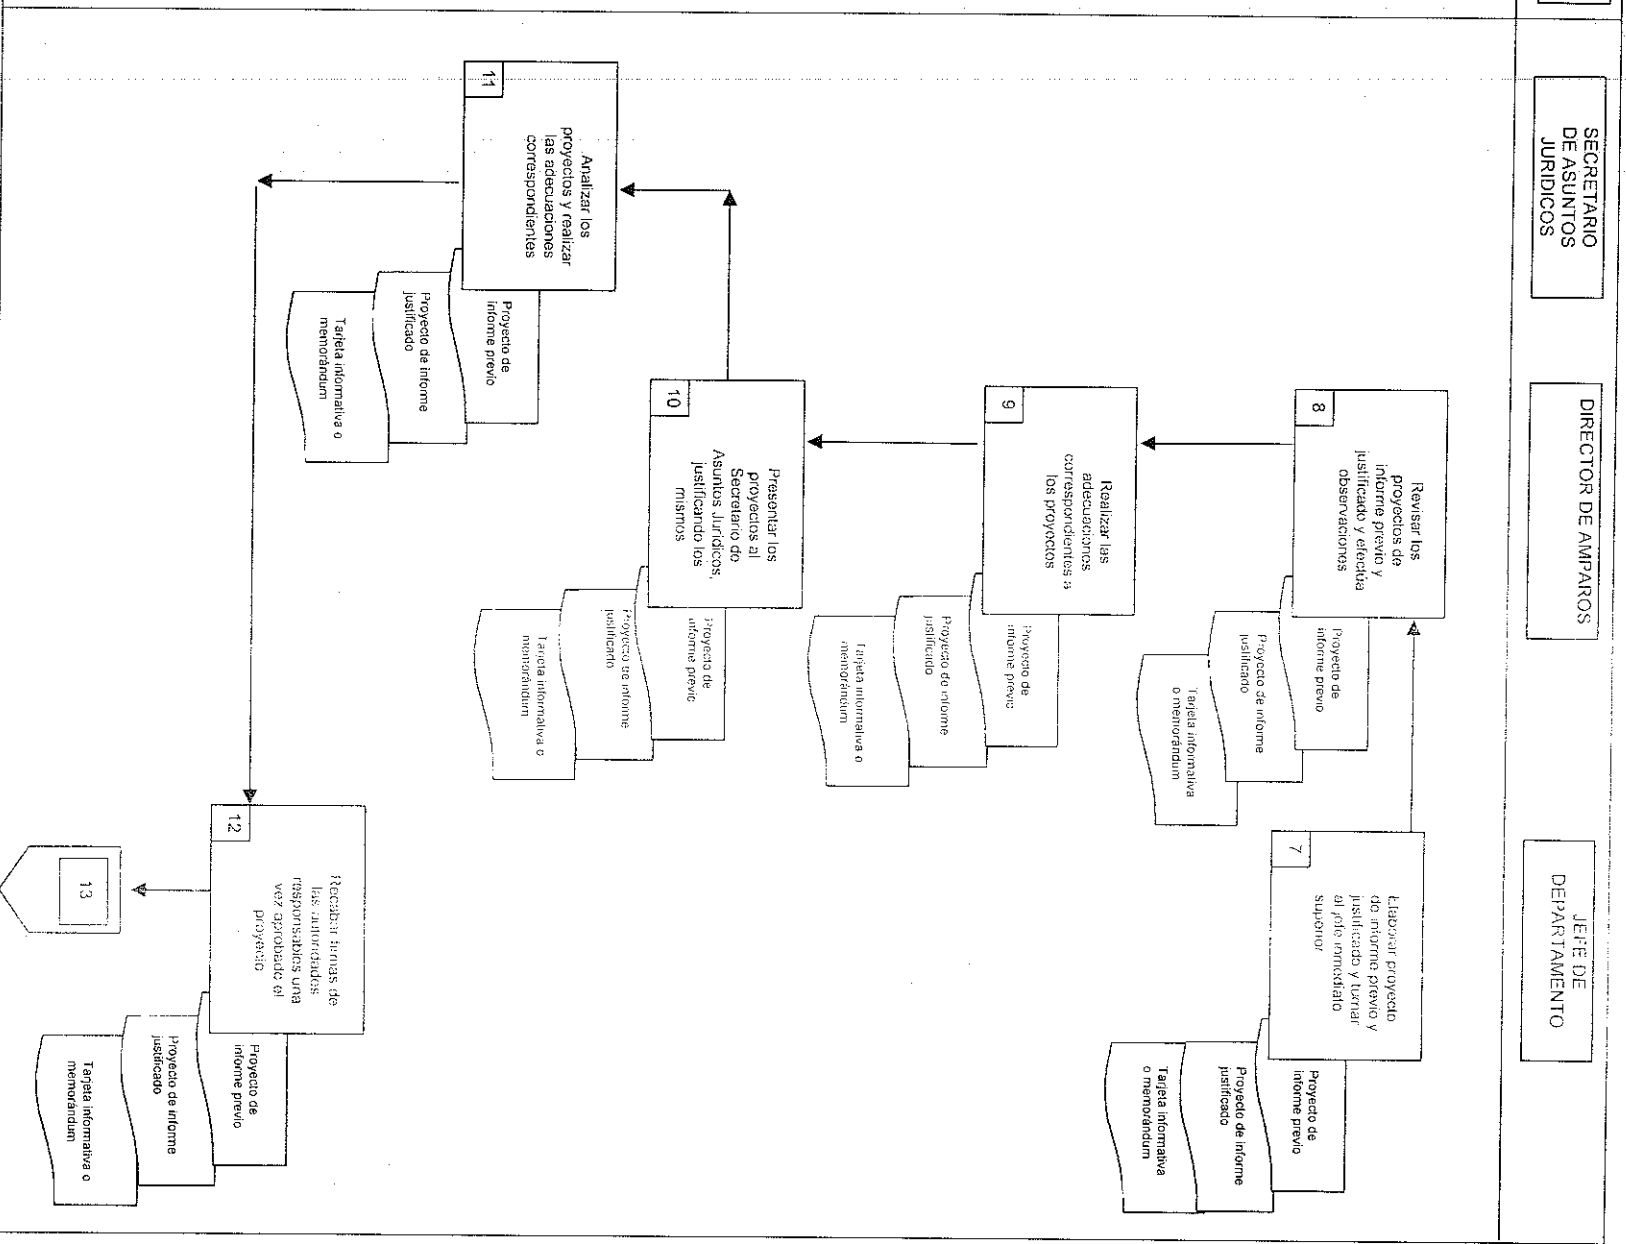 SECRETARIO
DE ASUNTOS
JURIDICOS
DIRECTOR DE AMPAROS
JEFE DE
DEPARTAMENTO
7
Elaborar proyecto
de informe previo y
justificado y turnar
al jefe inmediato
superior
Proyecto de
informe previo
Proyecto de informe
justificado
Tarjeta informativa
o memorándum
8
Revisar los
proyectos de
informe previo y
justificado y efectúa
observaciones
Proyecto de
informe previo
Proyecto de informe
justificado
Tarjeta informativa
o memorándum
9
Realizar las
adecuaciones
correspondientes a
los proyectos
Proyecto de
informe previo
Proyecto de informe
justificado
Tarjeta informativa o
memorándum
10
Presentar los
proyectos al
Secretario de
Asuntos Jurídicos,
justificando los
mismos
Proyecto de
informe previo
Proyecto de informe
justificado
Tarjeta informativa o
memorándum
11
Analizar los
proyectos y realizar
las adecuaciones
correspondientes
Proyecto de
informe previo
Proyecto de informe
justificado
Tarjeta informativa o
memorándum
12
Recabar firmas de
las autoridades
responsables una
vez aprobado el
proyecto
Proyecto de
informe previo
Proyecto de informe
justificado
Tarjeta informativa o
memorándum
13